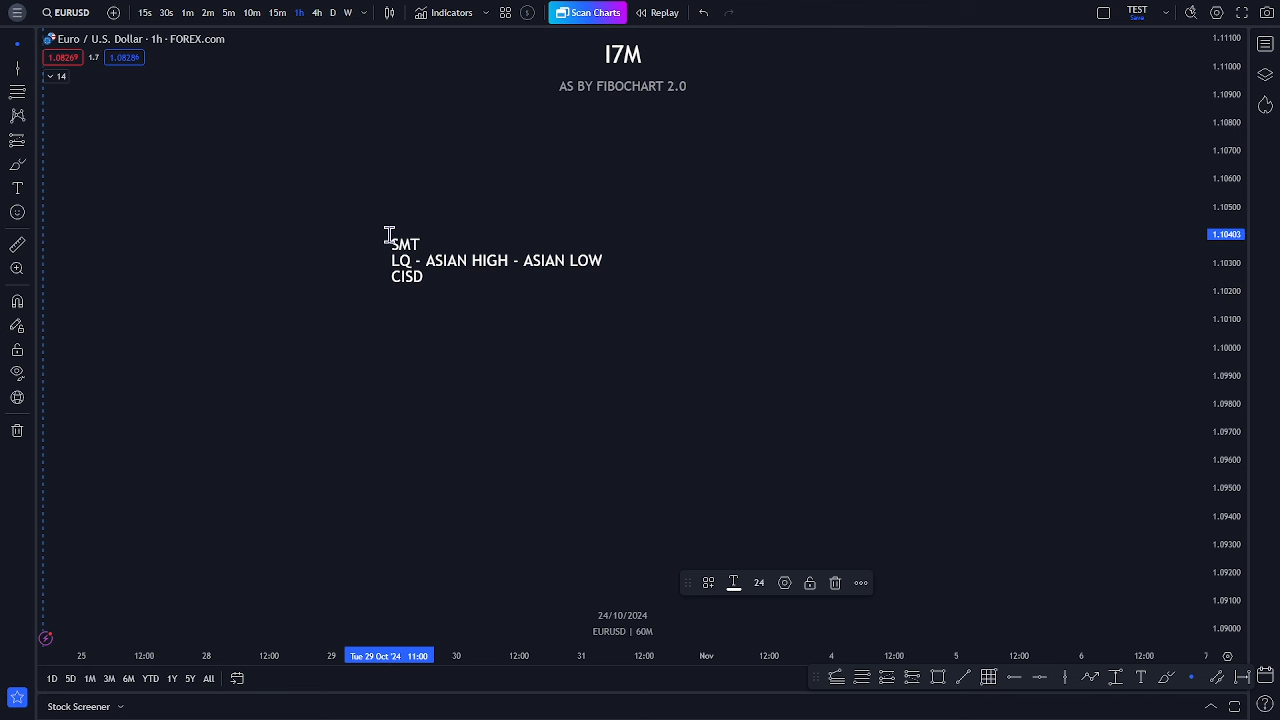 EURUSD 15s 30s 1m 2m 5m 10m 15m 1h 4h D W Indicators Scan Charts Replay TEST
Save
Euro / U.S. Dollar · 1h · FOREX.com
1.08269 1.7 1.08286
14
I7M
AS BY FIBOCHART 2.0
SMT
LQ - ASIAN HIGH - ASIAN LOW
CISD
24
24/10/2024
EURUSD | 60M
1.11100
1.11000
1.10900
1.10800
1.10700
1.10600
1.10500
1.10403
1.10300
1.10200
1.10100
1.10000
1.09900
1.09800
1.09700
1.09600
1.09500
1.09400
1.09300
1.09200
1.09100
1.09000
25 12:00 28 12:00 29 Tue 29 Oct '24 11:00 30 12:00 31 12:00 Nov 12:00 4 12:00 5 12:00 6 12:00 7
1D 5D 1M 3M 6M YTD 1Y 5Y All
Stock Screener